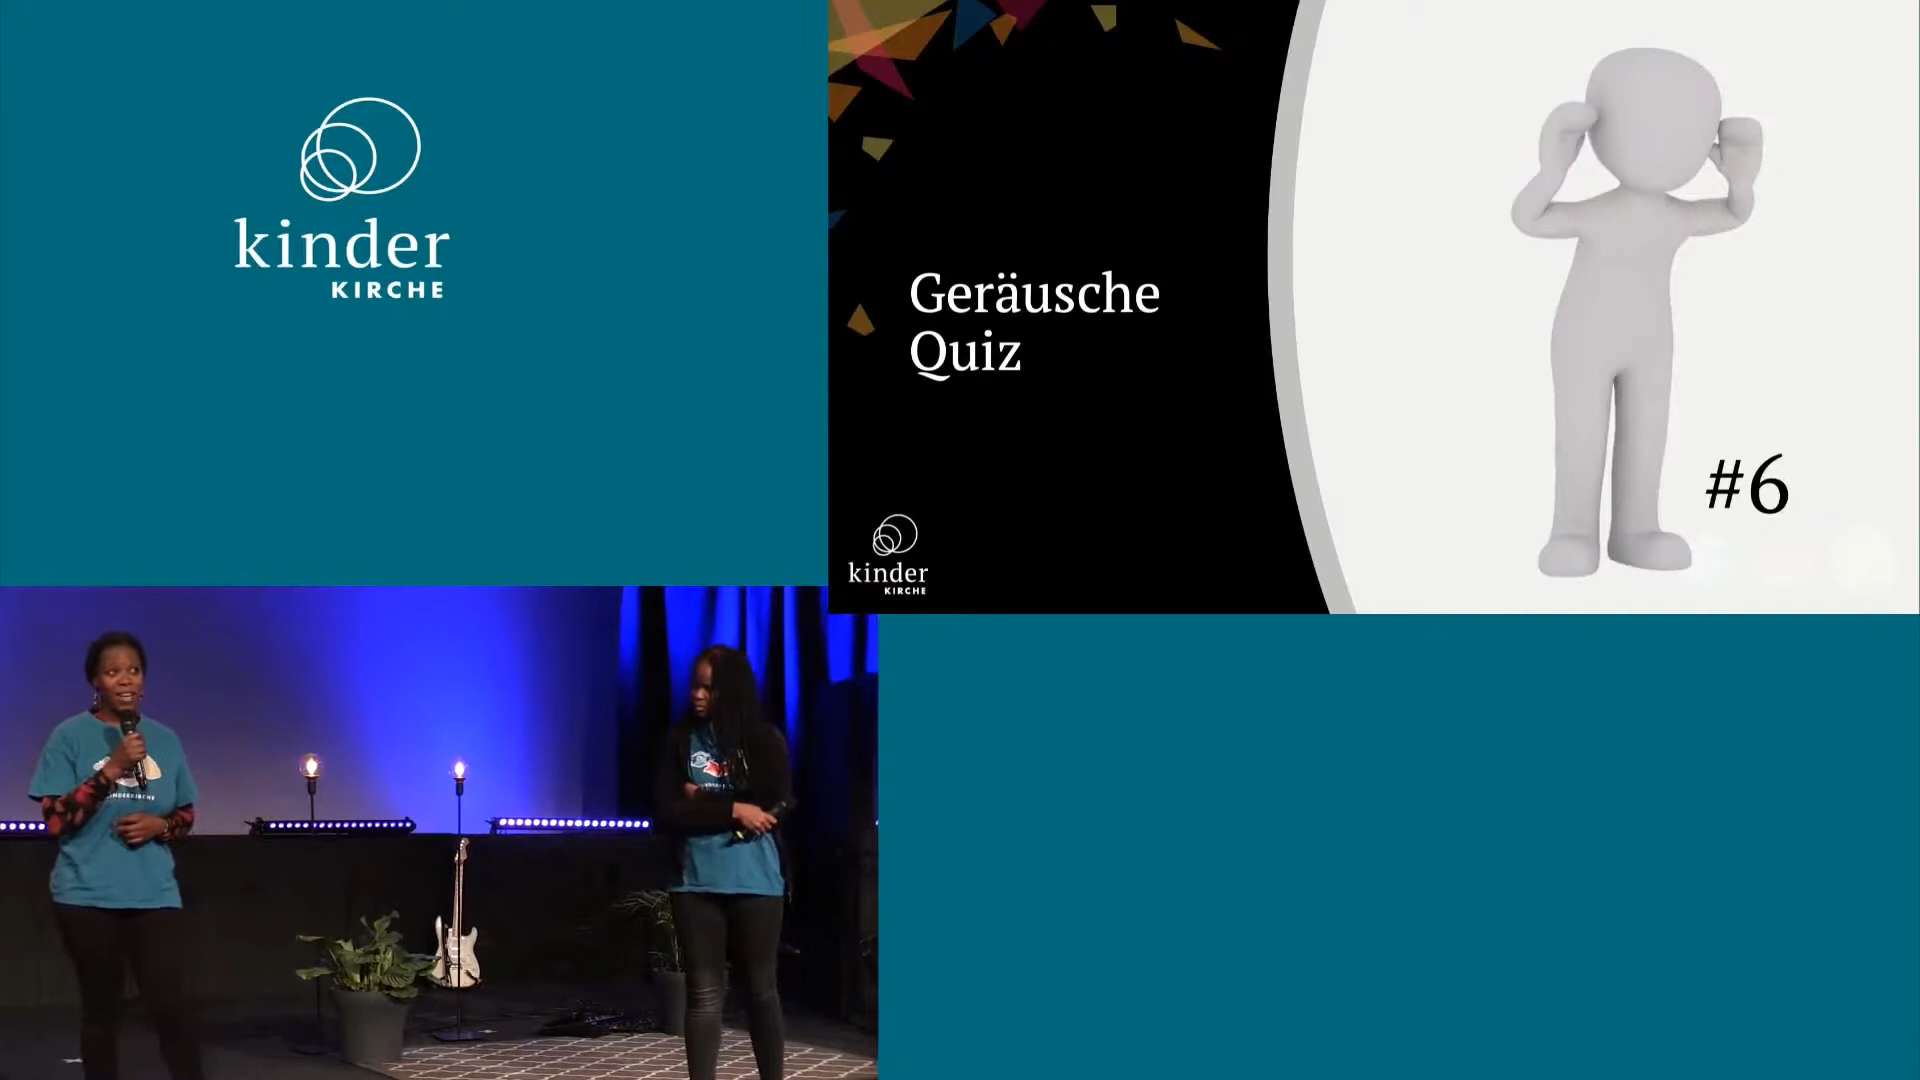 kinder
KIRCHE
Geräusche
Quiz
#6
kinder
KIRCHE